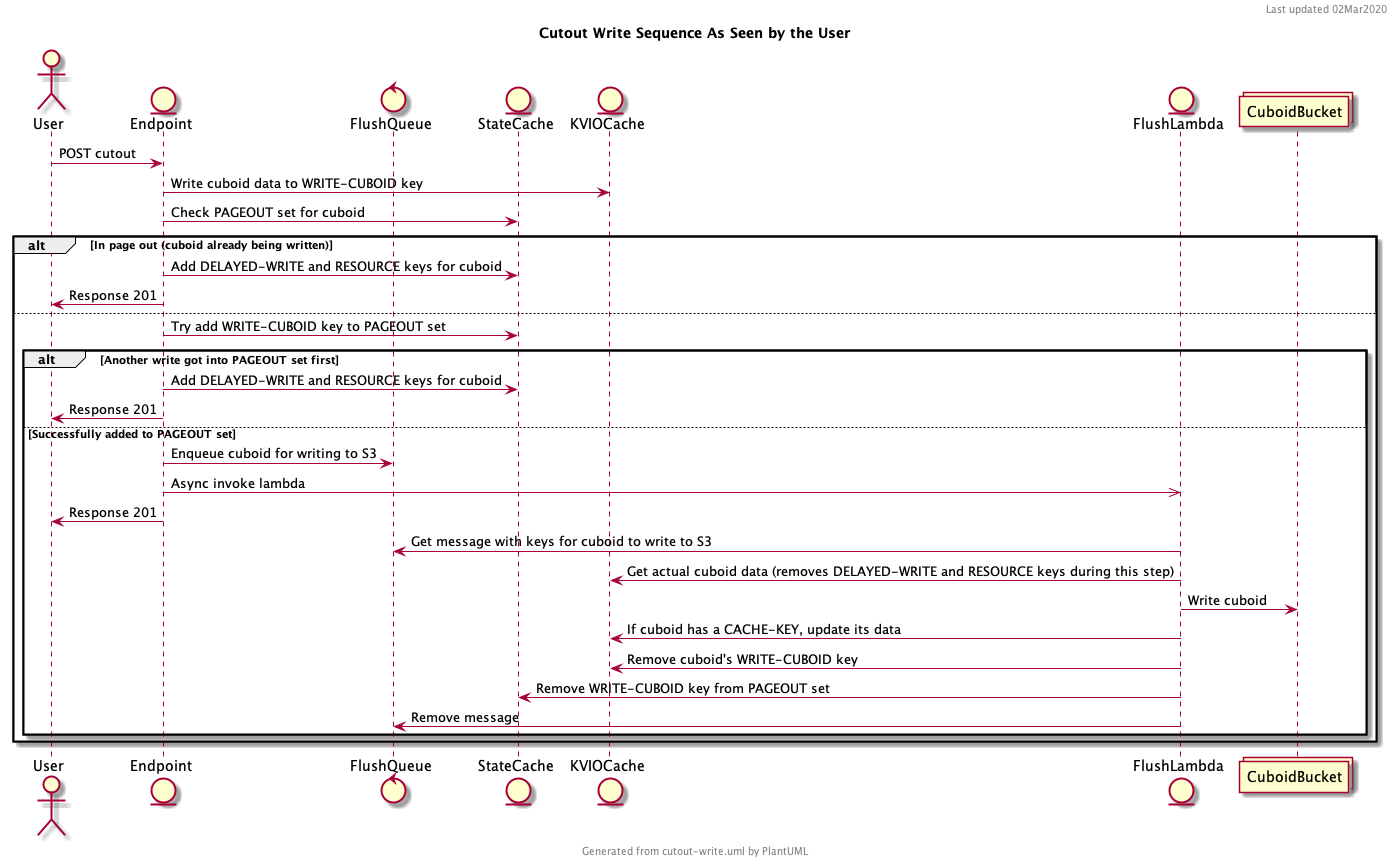 Last updated 02Mar2020
Cutout Write Sequence As Seen by the User
User
Endpoint
FlushQueue
StateCache
KVIOCache
FlushLambda
CuboidBucket
POST cutout
Write cuboid data to WRITE-CUBOID key
Check PAGEOUT set for cuboid
alt [In page out (cuboid already being written)]
Add DELAYED-WRITE and RESOURCE keys for cuboid
Response 201
Try add WRITE-CUBOID key to PAGEOUT set
alt [Another write got into PAGEOUT set first]
Add DELAYED-WRITE and RESOURCE keys for cuboid
Response 201
[Successfully added to PAGEOUT set]
Enqueue cuboid for writing to S3
Async invoke lambda
Response 201
Get message with keys for cuboid to write to S3
Get actual cuboid data (removes DELAYED-WRITE and RESOURCE keys during this step)
Write cuboid
If cuboid has a CACHE-KEY, update its data
Remove cuboid's WRITE-CUBOID key
Remove WRITE-CUBOID key from PAGEOUT set
Remove message
User
Endpoint
FlushQueue
StateCache
KVIOCache
FlushLambda
CuboidBucket
Generated from cutout-write.uml by PlantUML